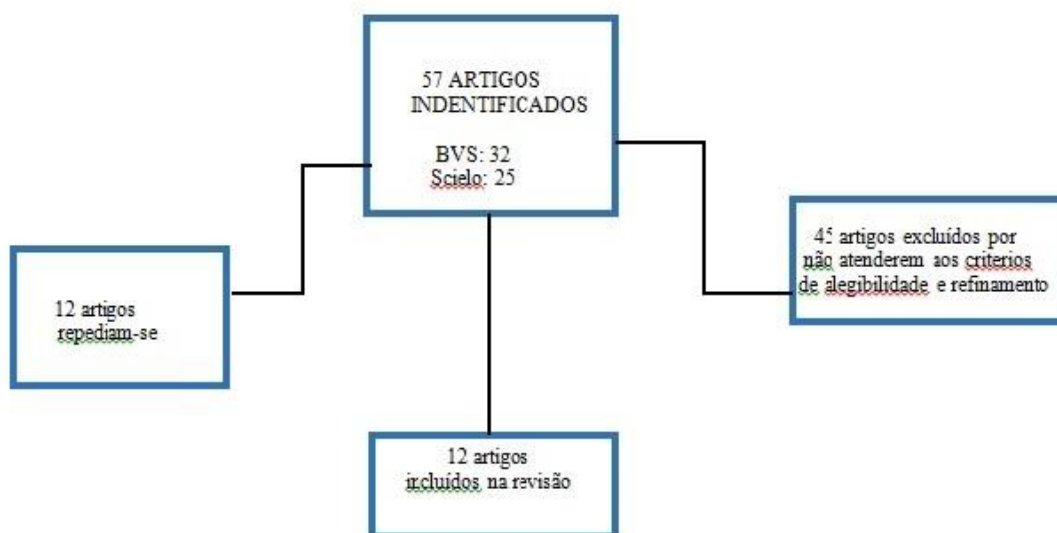 57 ARTIGOS
INDENTIFICADOS
BVS: 32
Scielo: 25
12 artigos
repediam-se
45 artigos excluídos por
não atenderem aos criterios
de alegibilidade e refinamento
12 artigos
incluídos na revisão